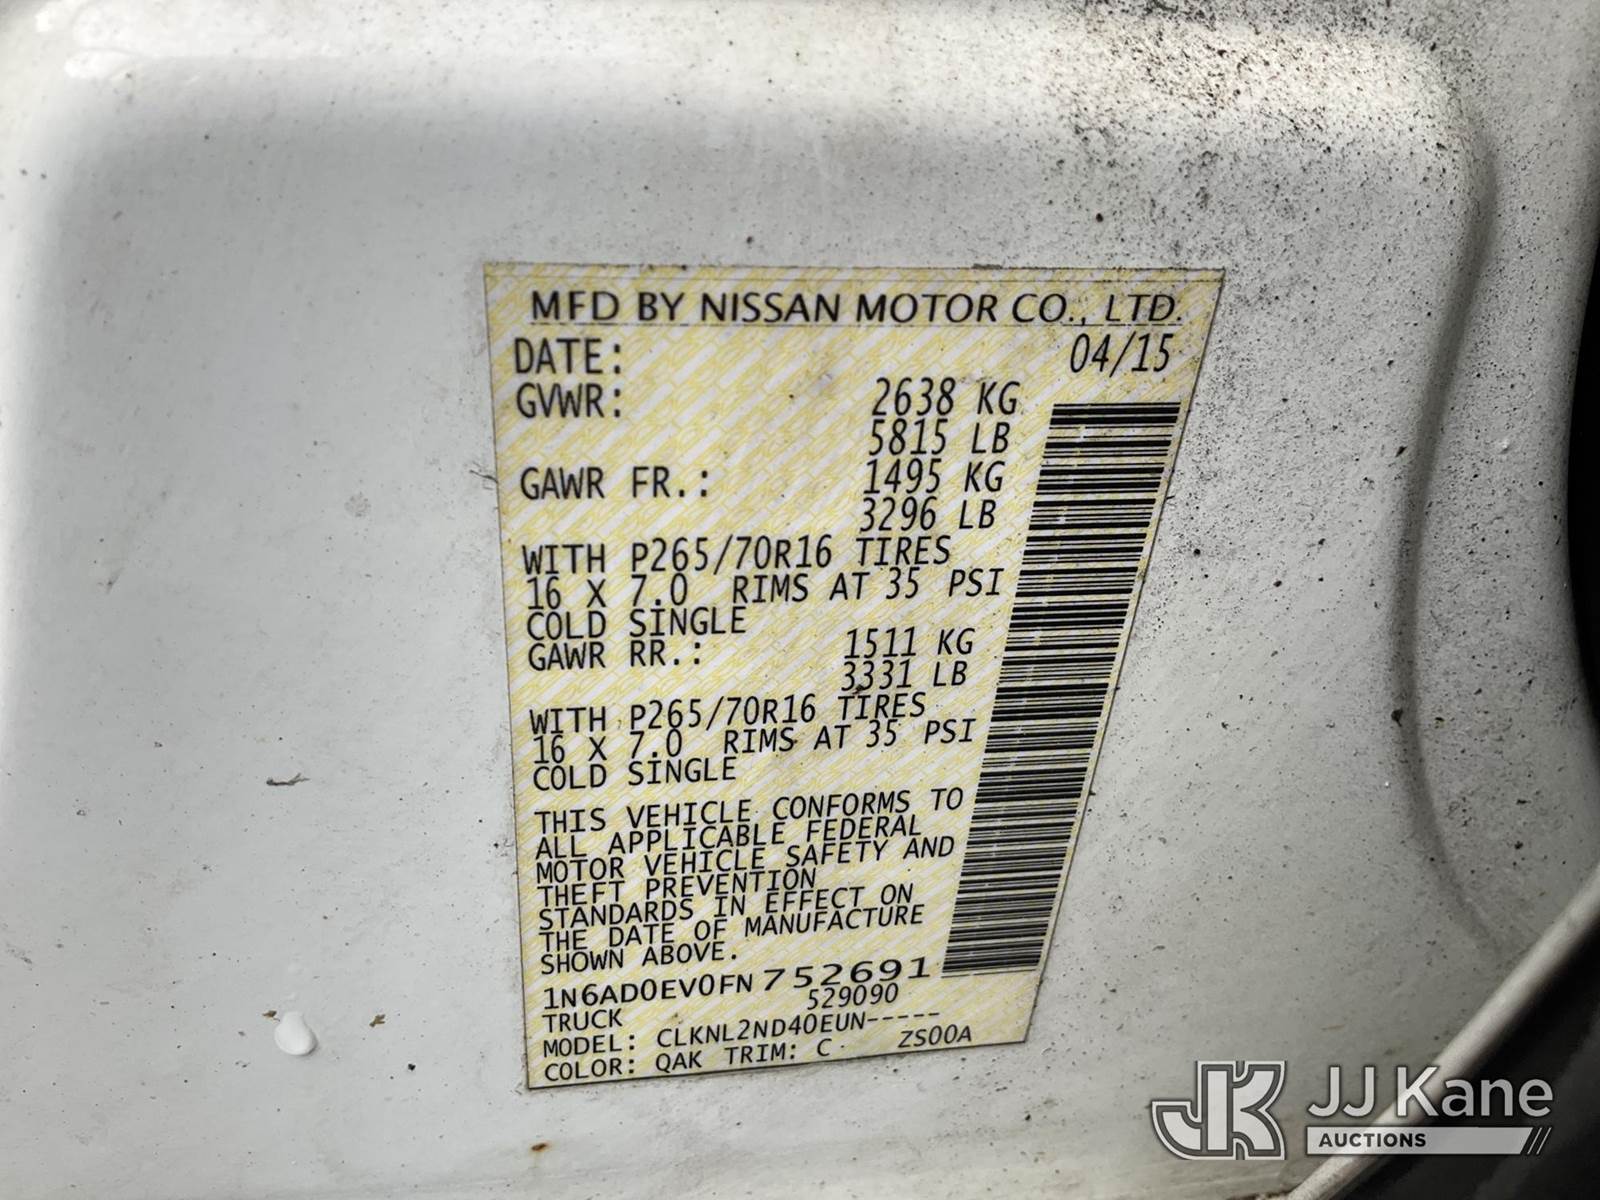 MFD BY NISSAN MOTOR CO., LTD.
DATE: 04/15
GVWR: 2638 KG
5815 LB
GAWR FR.: 1495 KG
3296 LB
WITH P265/70R16 TIRES
16 X 7.0 RIMS AT 35 PSI
COLD SINGLE
GAWR RR.: 1511 KG
3331 LB
WITH P265/70R16 TIRES
16 X 7.0 RIMS AT 35 PSI
COLD SINGLE
THIS VEHICLE CONFORMS TO
ALL APPLICABLE FEDERAL
MOTOR VEHICLE SAFETY AND
THEFT PREVENTION
STANDARDS IN EFFECT ON
THE DATE OF MANUFACTURE
SHOWN ABOVE.
1N6AD0EV0FN752691
TRUCK 529090
MODEL: CLKNL2ND40EUN-----
COLOR: QAK TRIM: C ZS00A
JK JJ Kane
AUCTIONS